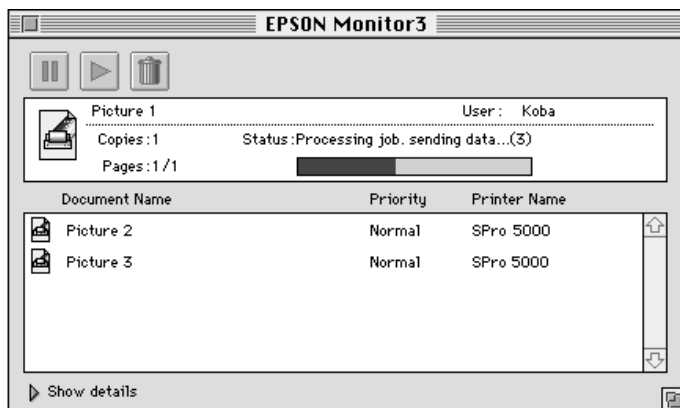 EPSON Monitor3
Picture 1 User: Koba
Copies:1 Status:Processing job. sending data...(3)
Pages:1/1
Document Name Priority Printer Name
Picture 2 Normal SPro 5000
Picture 3 Normal SPro 5000
Show details